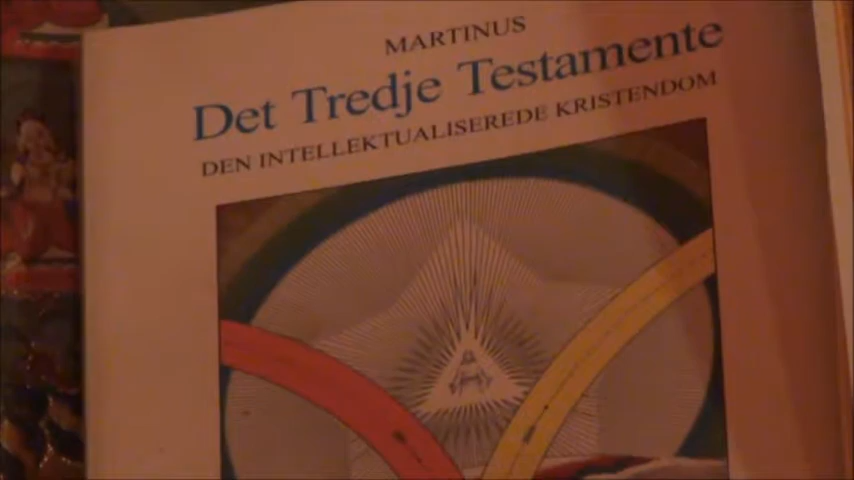 MARTINUS
Det Tredje Testamente
DEN INTELLEKTUALISEREDE KRISTENDOM